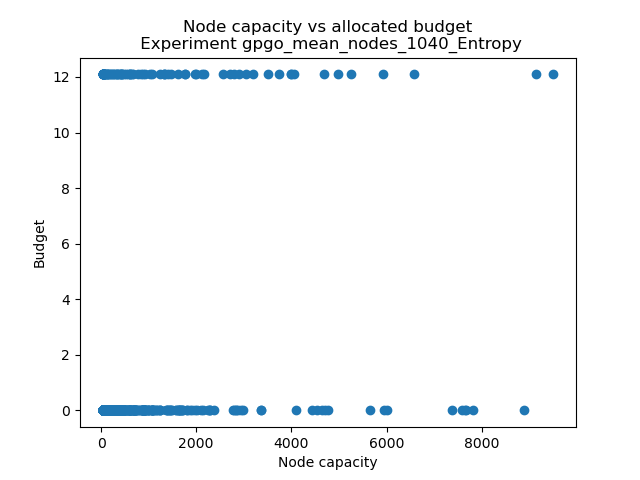 Node capacity vs allocated budget
Experiment gpgo_mean_nodes_1040_Entropy
12
10
8
6
4
2
0
Budget
0 2000 4000 6000 8000
Node capacity